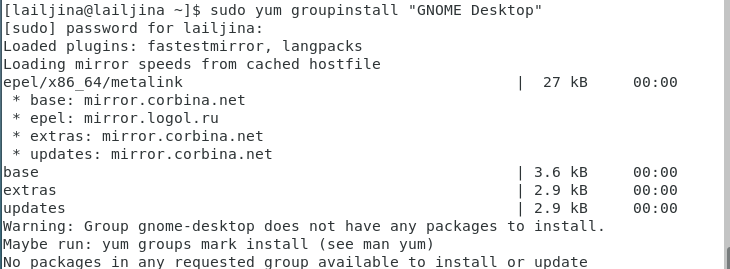 [lailjina@lailjina ~]$ sudo yum groupinstall "GNOME Desktop"
[sudo] password for lailjina:
Loaded plugins: fastestmirror, langpacks
Loading mirror speeds from cached hostfile
epel/x86_64/metalink | 27 kB 00:00
* base: mirror.corbina.net
* epel: mirror.logol.ru
* extras: mirror.corbina.net
* updates: mirror.corbina.net
base | 3.6 kB 00:00
extras | 2.9 kB 00:00
updates | 2.9 kB 00:00
Warning: Group gnome-desktop does not have any packages to install.
Maybe run: yum groups mark install (see man yum)
No packages in any requested group available to install or update